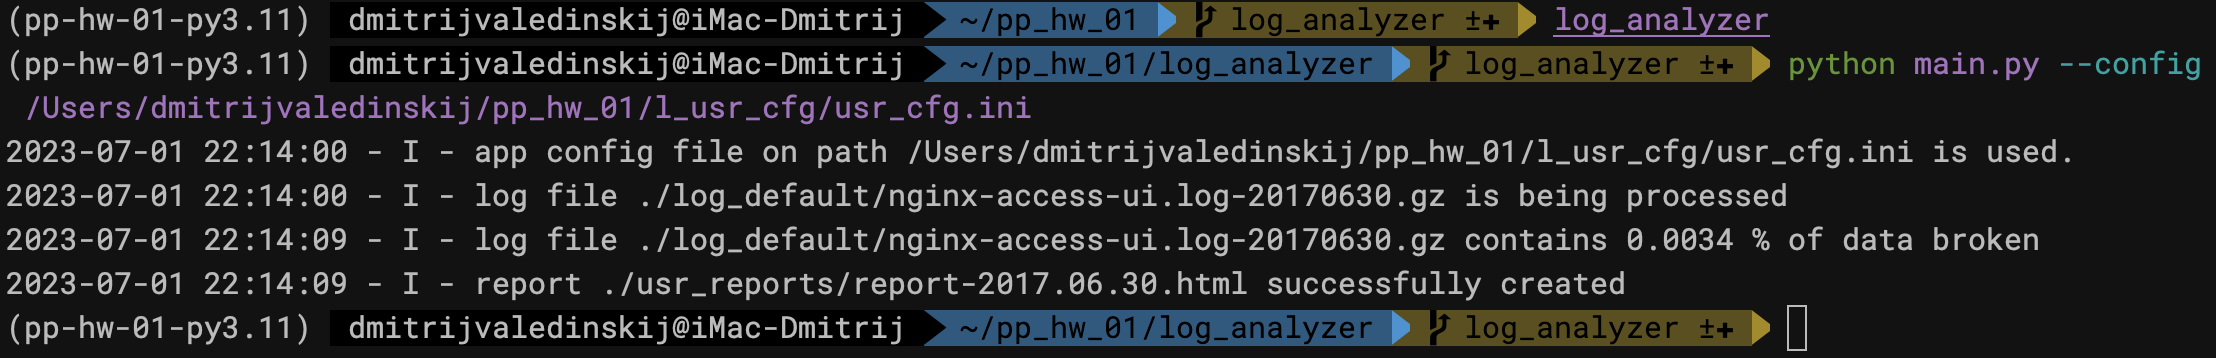 (pp-hw-01-py3.11) dmitrijvaledinskij@iMac-Dmitrij ~/pp_hw_01 log_analyzer ±✚ log_analyzer
(pp-hw-01-py3.11) dmitrijvaledinskij@iMac-Dmitrij ~/pp_hw_01/log_analyzer log_analyzer ±✚ python main.py --config
/Users/dmitrijvaledinskij/pp_hw_01/l_usr_cfg/usr_cfg.ini
2023-07-01 22:14:00 - I - app config file on path /Users/dmitrijvaledinskij/pp_hw_01/l_usr_cfg/usr_cfg.ini is used.
2023-07-01 22:14:00 - I - log file ./log_default/nginx-access-ui.log-20170630.gz is being processed
2023-07-01 22:14:09 - I - log file ./log_default/nginx-access-ui.log-20170630.gz contains 0.0034 % of data broken
2023-07-01 22:14:09 - I - report ./usr_reports/report-2017.06.30.html successfully created
(pp-hw-01-py3.11) dmitrijvaledinskij@iMac-Dmitrij ~/pp_hw_01/log_analyzer log_analyzer ±✚